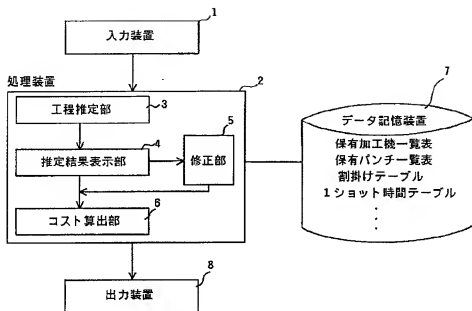 1
入力装置
処理装置
2
工程推定部
3
推定結果表示部
4
5
修正部
コスト算出部
6
7
データ記憶装置
保有加工機一覧表
保有パンチ一覧表
割掛けテーブル
1ショット時間テーブル
・
・
・
出力装置
8